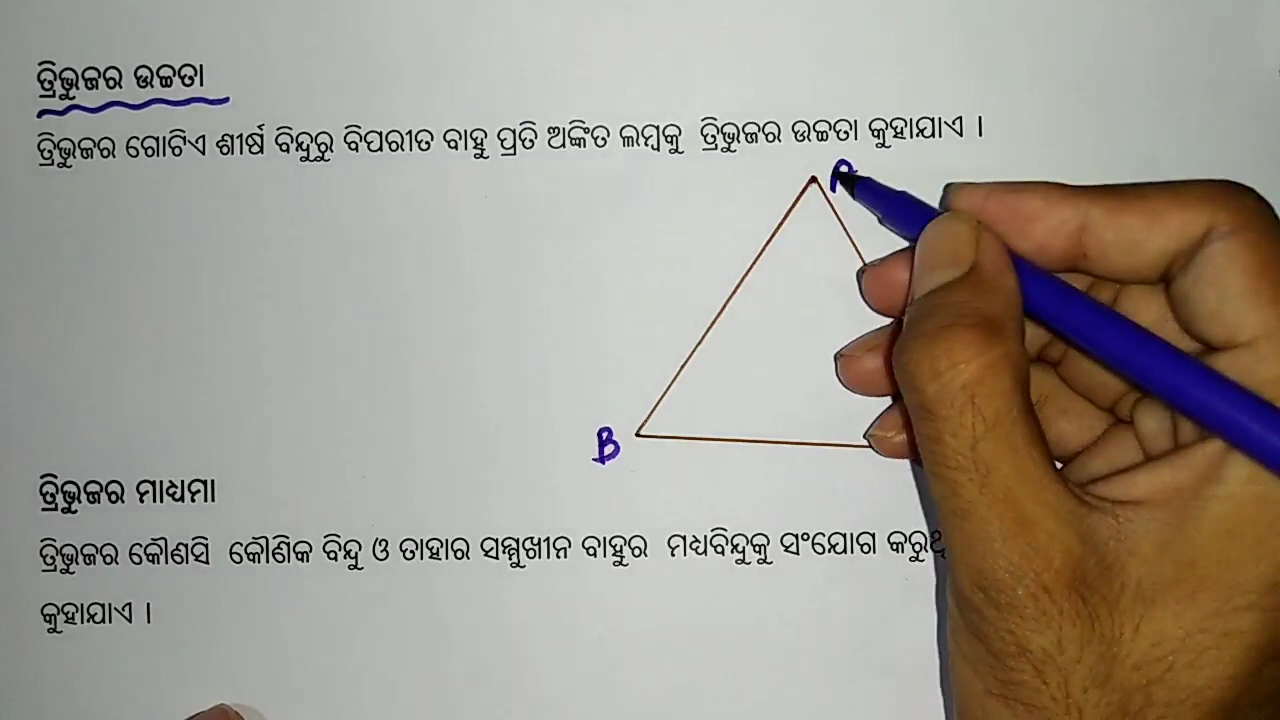 ତ୍ରିଭୁଜର ଉଚ୍ଚତା
ତ୍ରିଭୁଜର ଗୋଟିଏ ଶୀର୍ଷ ବିନ୍ଦୁରୁ ବିପରୀତ ବାହୁ ପ୍ରତି ଅଙ୍କିତ ଲମ୍ବକୁ ତ୍ରିଭୁଜର ଉଚ୍ଚତା କୁହାଯାଏ ।
B
ତ୍ରିଭୁଜର ମାଧ୍ୟମା
ତ୍ରିଭୁଜର କୌଣସି କୌଣିକ ବିନ୍ଦୁ ଓ ତାହାର ସମ୍ମୁଖୀନ ବାହୁର ମଧ୍ୟବିନ୍ଦୁକୁ ସଂଯୋଗ
କୁହାଯାଏ ।